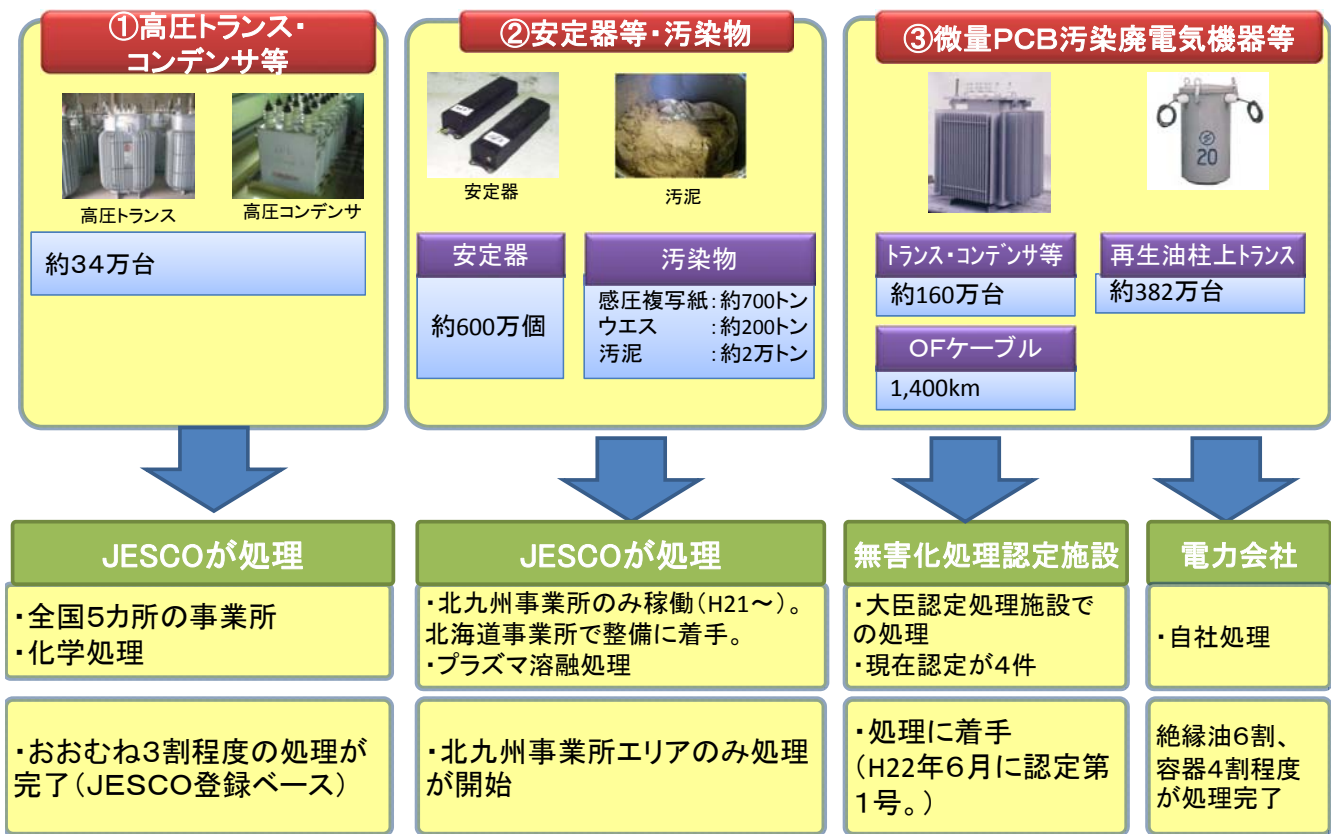 ①高圧トランス・
コンデンサ等
高圧トランス
高圧コンデンサ
約34万台
②安定器等・汚染物
安定器
汚泥
安定器
約600万個
汚染物
感圧複写紙：約700トン
ウエス　　：約200トン
汚泥　　　：約2万トン
③微量PCB汚染廃電気機器等
20
トランス・コンデンサ等
約160万台
再生油柱上トランス
約382万台
OFケーブル
1,400km
JESCOが処理
・全国5カ所の事業所
・化学処理
・おおむね3割程度の処理が
完了（JESCO登録ベース）
JESCOが処理
・北九州事業所のみ稼働（H21～）。
北海道事業所で整備に着手。
・プラズマ溶融処理
・北九州事業所エリアのみ処理
が開始
無害化処理認定施設
・大臣認定処理施設で
の処理
・現在認定が4件
・処理に着手
（H22年6月に認定第
1号。）
電力会社
・自社処理
絶縁油6割、
容器4割程度
が処理完了